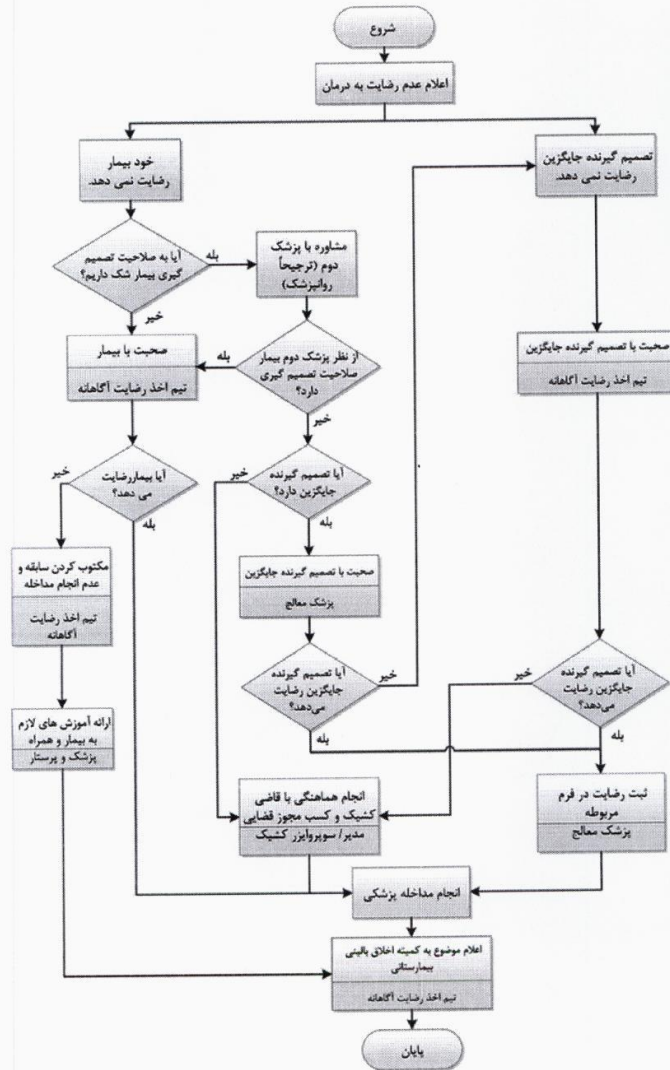 شروع
اعلام عدم رضایت به درمان
خود بیمار
رضایت نمی دهد.
تصمیم گیرنده جایگزین
رضایت نمی دهد.
آیا به صلاحیت تصمیم
گیری بیمار شک داریم؟
بله
خیر
مشاوره با پزشک
دوم (ترجیحاً
روانپزشک)
صحبت با بیمار
تیم اخذ رضایت آگاهانه
بله
از نظر پزشک دوم بیمار
صلاحیت تصمیم گیری
دارد؟
خیر
صحبت با تصمیم گیرنده جایگزین
تیم اخذ رضایت آگاهانه
خیر
آیا بیماررضایت
می دهد؟
بله
خیر
آیا تصمیم گیرنده
جایگزین دارد؟
بله
مکتوب کردن سابقه و
عدم انجام مداخله
تیم اخذ رضایت
آگاهانه
صحبت با تصمیم گیرنده جایگزین
پزشک معالج
آیا تصمیم گیرنده
جایگزین رضایت
می‌دهد؟
خیر
بله
خیر
آیا تصمیم گیرنده
جایگزین رضایت
می‌دهد؟
بله
ارائه آموزش های لازم
به بیمار و همراه
پزشک و پرستار
انجام هماهنگی با قاضی
کشیک و کسب مجوز قضایی
مدیر/ سوپروایزر کشیک
ثبت رضایت در فرم
مربوطه
پزشک معالج
انجام مداخله پزشکی
اعلام موضوع به کمیته اخلاق بالینی
بیمارستانی
تیم اخذ رضایت آگاهانه
پایان